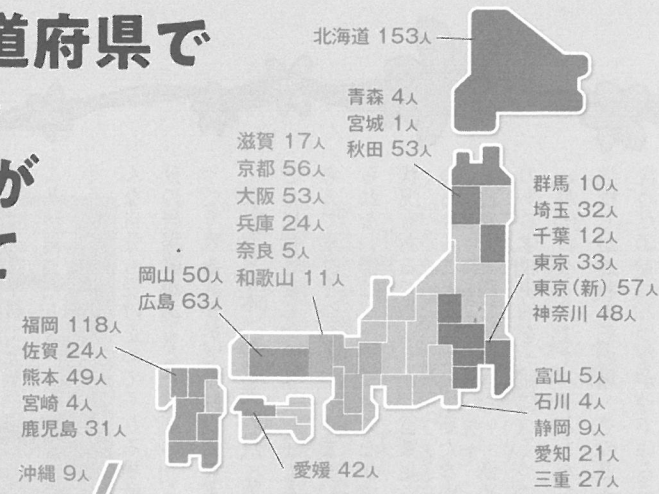 道府県で
が
北海道 153人
青森 4人
宮城 1人
秋田 53人
滋賀 17人
京都 56人
大阪 53人
兵庫 24人
奈良 5人
和歌山 11人
群馬 10人
埼玉 32人
千葉 12人
東京 33人
東京(新) 57人
神奈川 48人
岡山 50人
広島 63人
福岡 118人
佐賀 24人
熊本 49人
宮崎 4人
鹿児島 31人
沖縄 9人
愛媛 42人
富山 5人
石川 4人
静岡 9人
愛知 21人
三重 27人